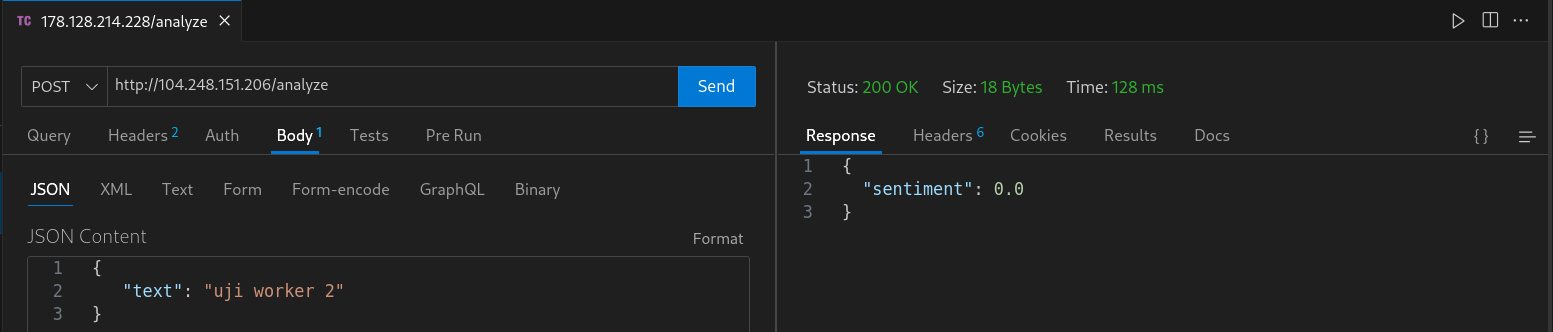 TC 178.128.214.228/analyze
POST http://104.248.151.206/analyze Send
Query Headers 2 Auth Body 1 Tests Pre Run
JSON XML Text Form Form-encode GraphQL Binary
JSON Content Format
1 {
2 "text": "uji worker 2"
3 }
Status: 200 OK Size: 18 Bytes Time: 128 ms
Response Headers 6 Cookies Results Docs {}
1 {
2 "sentiment": 0.0
3 }